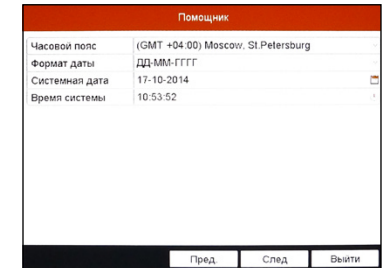 Помощник
Часовой пояс (GMT +04:00) Moscow, St.Petersburg
Формат даты ДД-ММ-ГГГГ
Системная дата 17-10-2014
Время системы 10:53:52
Пред. След Выйти